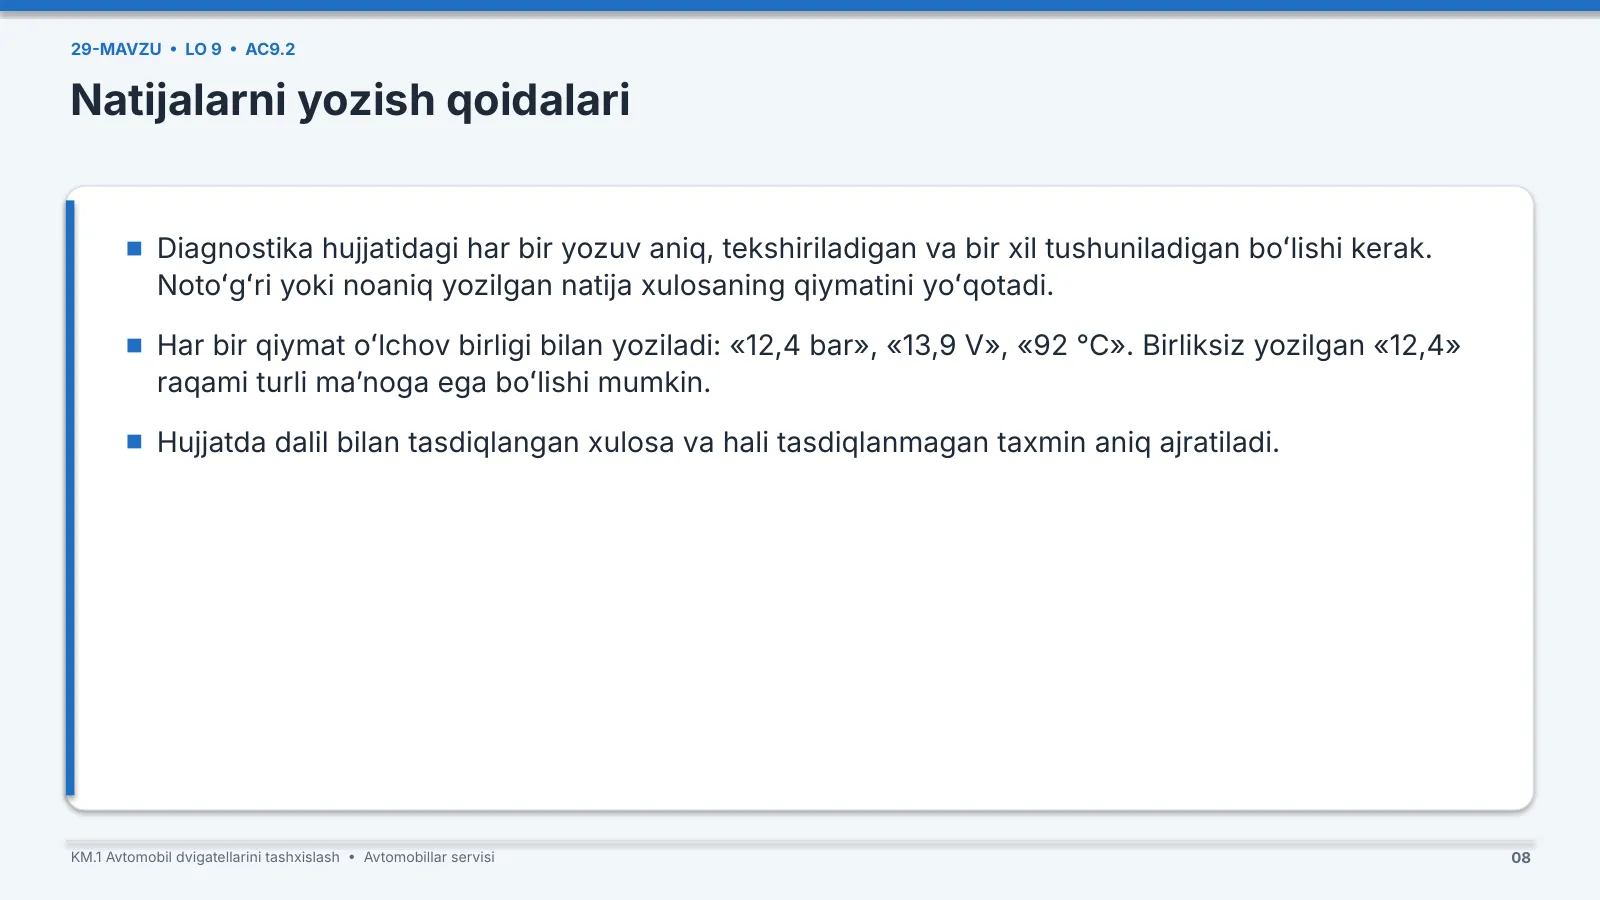 29-MAVZU • LO 9 • AC9.2
Natijalarni yozish qoidalari
Diagnostika hujjatidagi har bir yozuv aniq, tekshiriladigan va bir xil tushuniladigan boʻlishi kerak.
Notoʻgʻri yoki noaniq yozilgan natija xulosaning qiymatini yoʻqotadi.
Har bir qiymat oʻlchov birligi bilan yoziladi: «12,4 bar», «13,9 V», «92 °C». Birliksiz yozilgan «12,4»
raqami turli maʼnoga ega boʻlishi mumkin.
Hujjatda dalil bilan tasdiqlangan xulosa va hali tasdiqlanmagan taxmin aniq ajratiladi.
KM.1 Avtomobil dvigatellarini tashxislash • Avtomobillar servisi
08